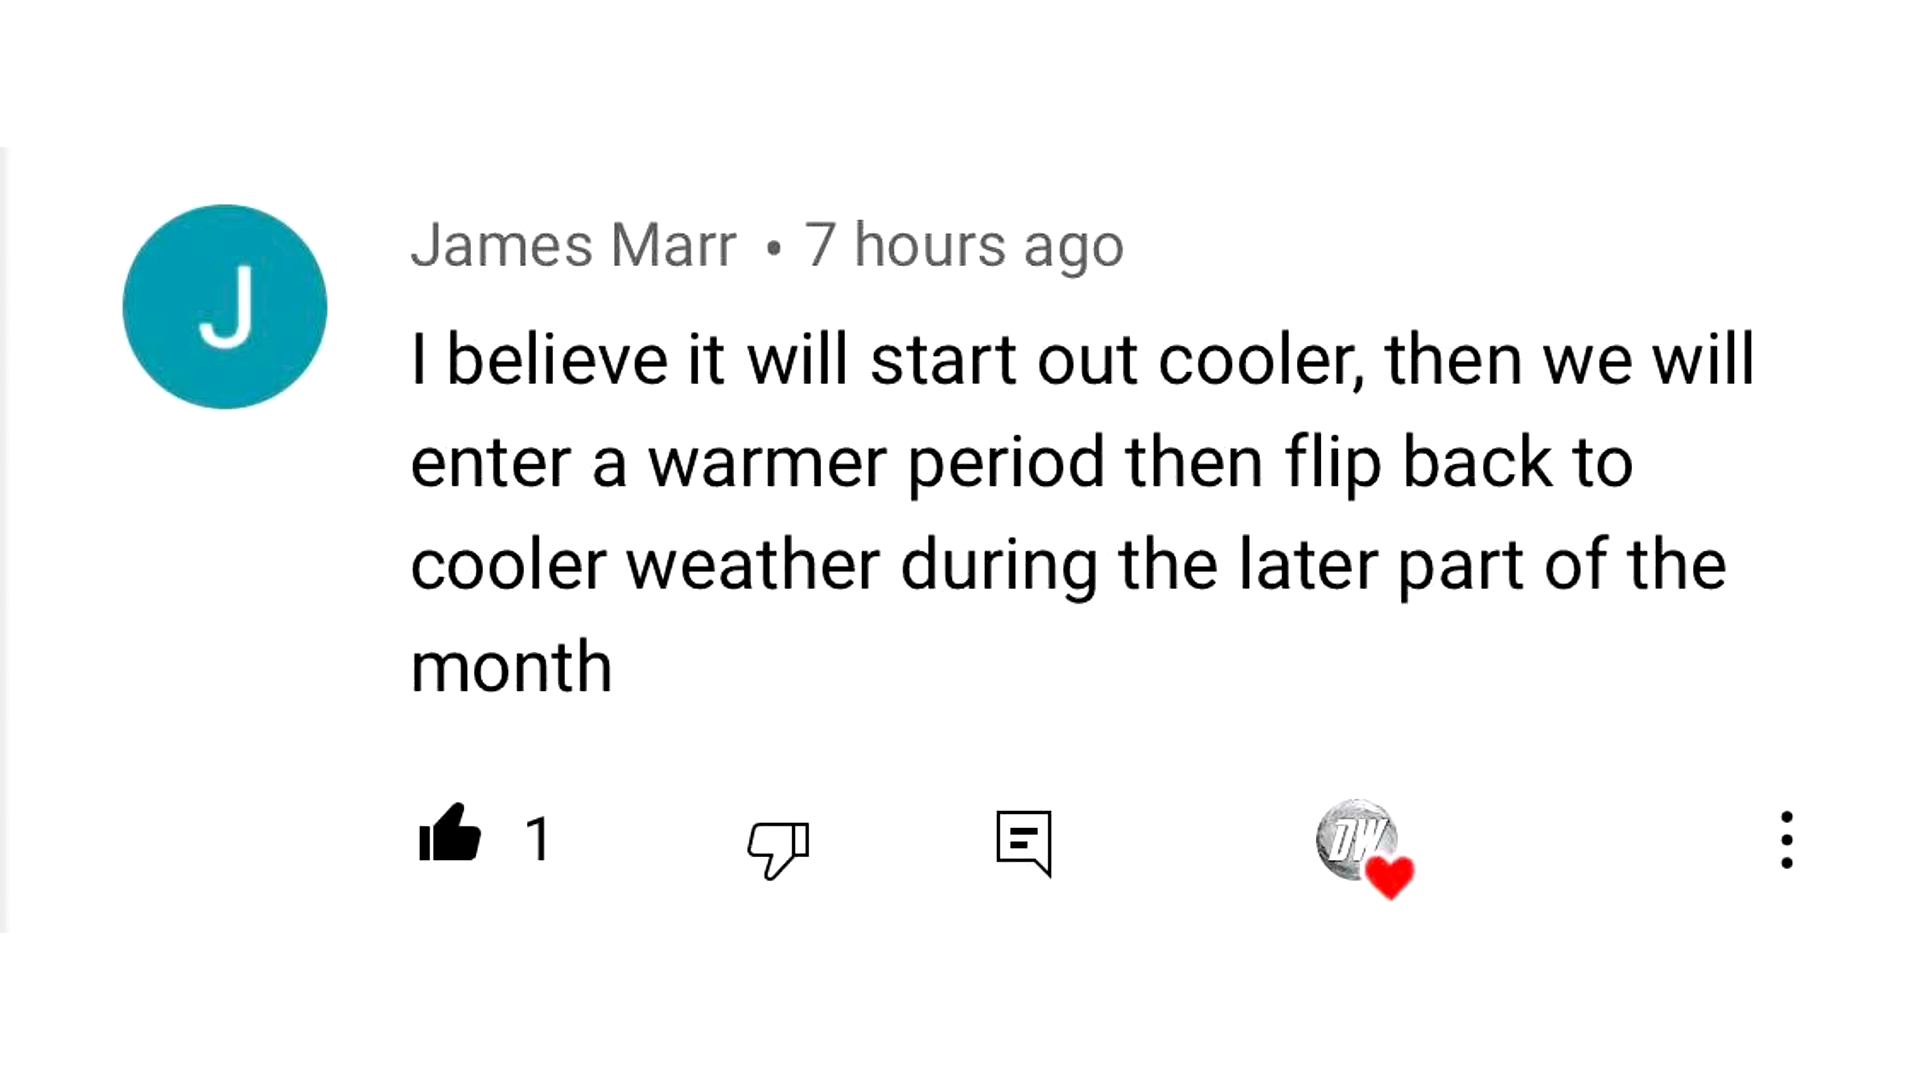 J
James Marr • 7 hours ago
I believe it will start out cooler, then we will
enter a warmer period then flip back to
cooler weather during the later part of the
month
1
DW